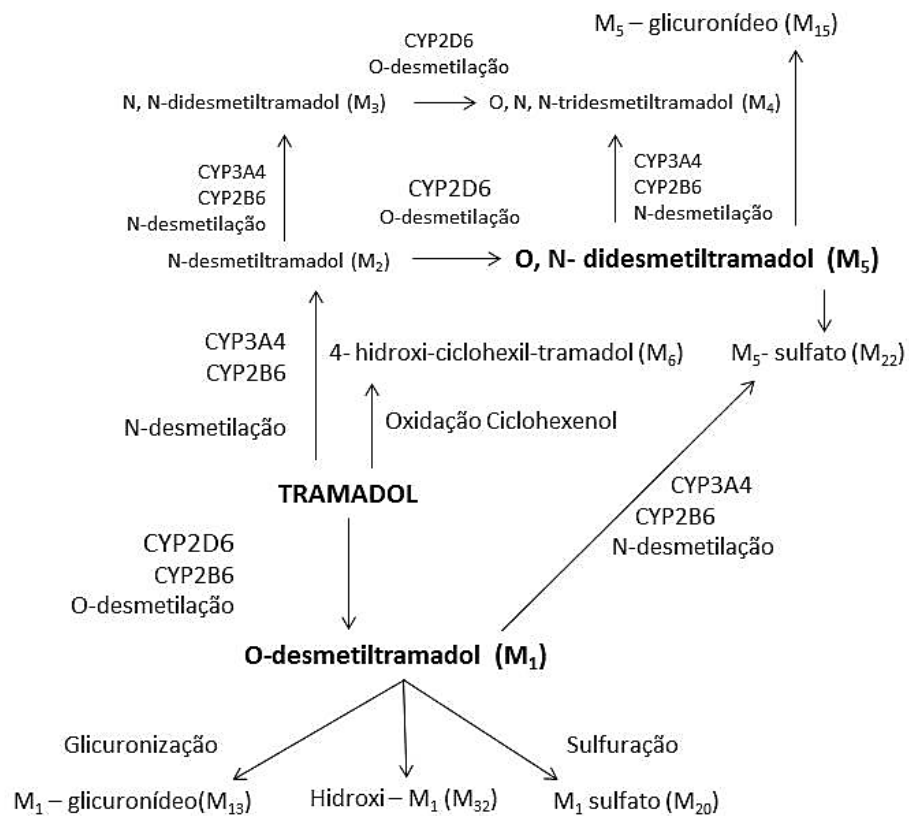 M₅ – glicuronídeo (M₁₅)
CYP2D6
O-desmetilação
N, N-didesmetiltramadol (M₃)
O, N, N-tridesmetiltramadol (M₄)
CYP3A4
CYP2B6
N-desmetilação
CYP2D6
O-desmetilação
CYP3A4
CYP2B6
N-desmetilação
N-desmetiltramadol (M₂)
O, N- didesmetiltramadol (M₅)
CYP3A4
CYP2B6
N-desmetilação
4- hidroxi-ciclohexil-tramadol (M₆)
M₅- sulfato (M₂₂)
Oxidação Ciclohexenol
TRAMADOL
CYP3A4
CYP2B6
N-desmetilação
CYP2D6
CYP2B6
O-desmetilação
O-desmetiltramadol (M₁)
Glicuronização
Sulfuração
M₁ – glicuronídeo(M₁₃)
Hidroxi – M₁ (M₃₂)
M₁ sulfato (M₂₀)